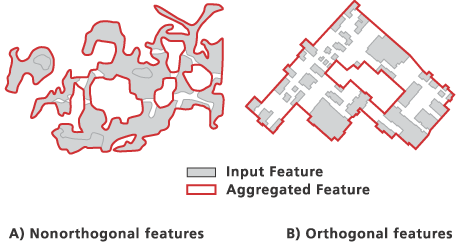 Input Feature
Aggregated Feature
A) Nonorthogonal features
B) Orthogonal features